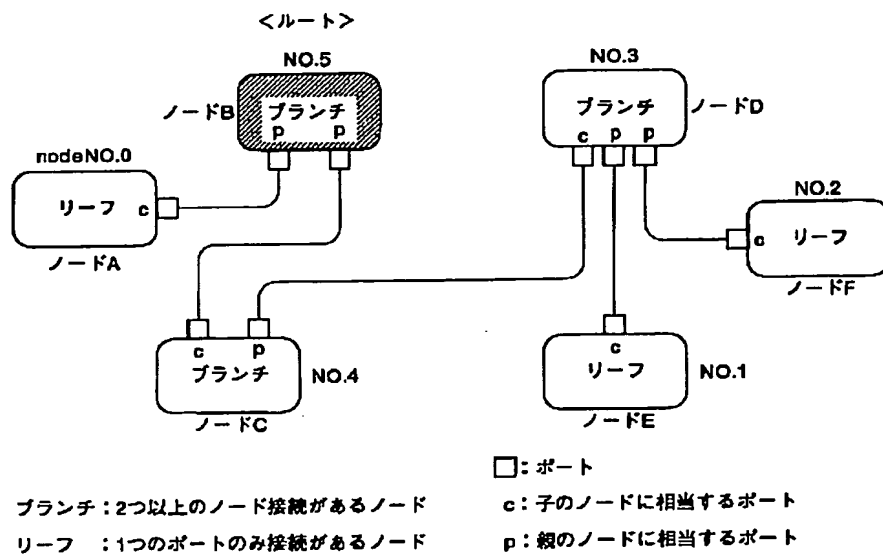 <ルート>
NO.5
NO.3
ノードB
ブランチ
p p
ブランチ
c p p
ノードD
nodeNO.0
リーフ c
ノードA
NO.2
c リーフ
ノードF
c p
ブランチ
NO.4
ノードC
c
リーフ
NO.1
ノードE
□:ポート
ブランチ:2つ以上のノード接続があるノード
c:子のノードに相当するポート
リーフ :1つのポートのみ接続があるノード
p:親のノードに相当するポート